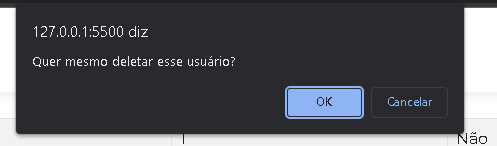 127.0.0.1:5500 diz
Quer mesmo deletar esse usuário?
OK
Cancelar
Não